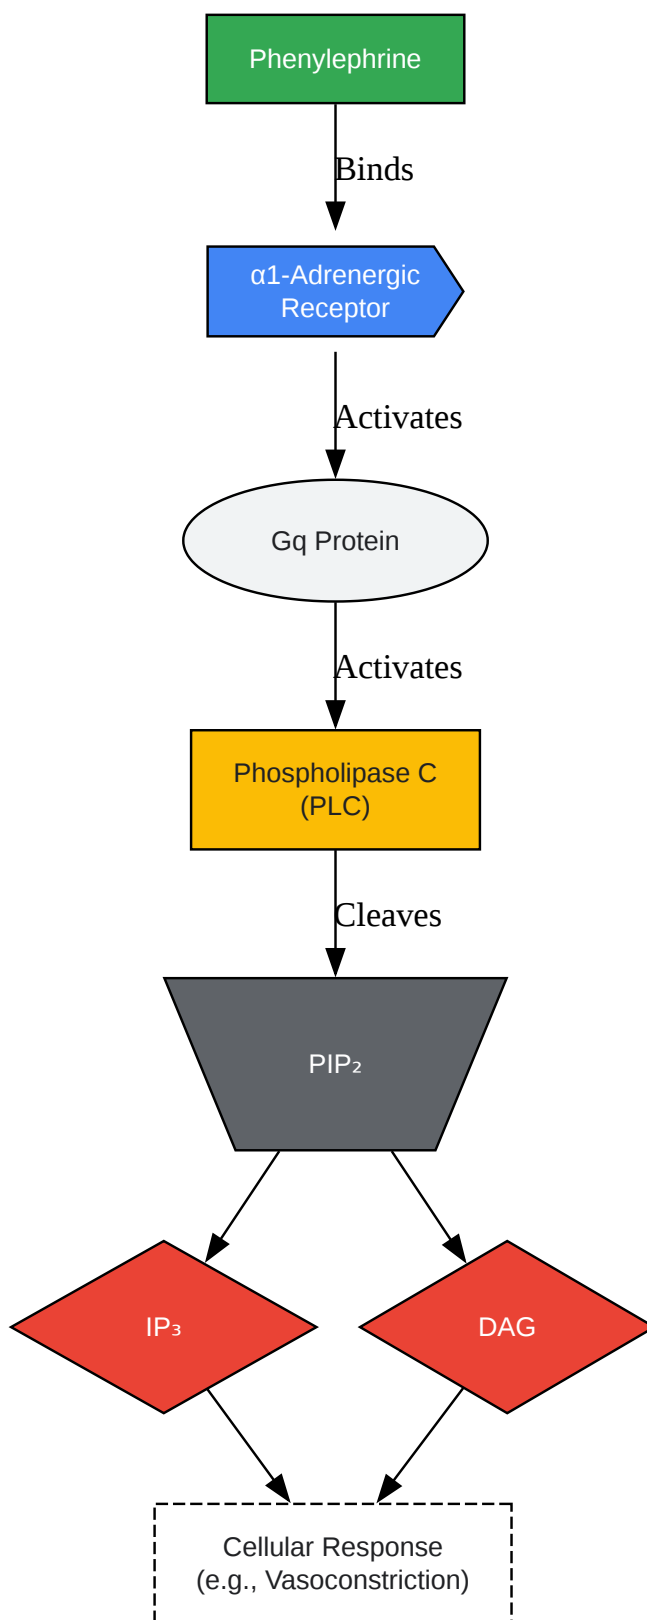 Phenylephrine
Binds
α1-Adrenergic
Receptor
Activates
Gq Protein
Activates
Phospholipase C
(PLC)
Cleaves
PIP₂
IP₃
DAG
Cellular Response
(e.g., Vasoconstriction)